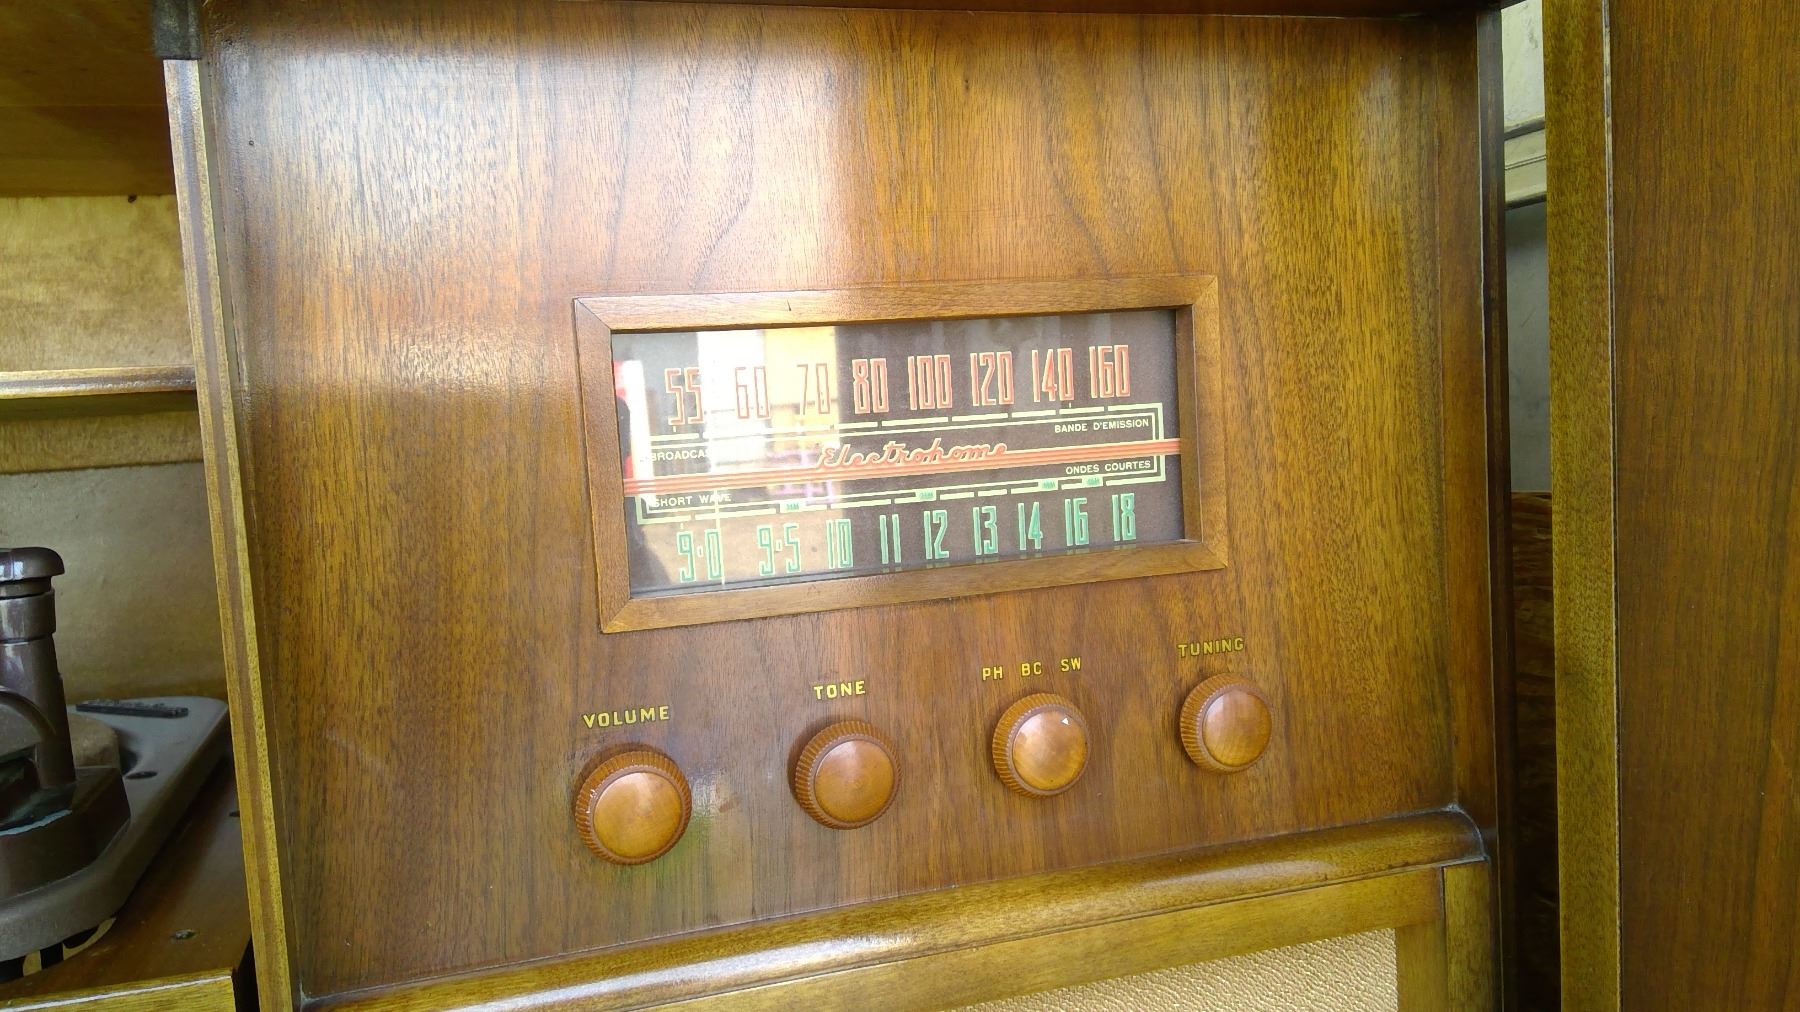 55 60 70 80 100 120 140 160
BROADCAST BANDE D'EMISSION
Electrohome
SHORT WAVE ONDES COURTES
9.0 9.5 10 11 12 13 14 16 18
VOLUME TONE PH BC SW TUNING